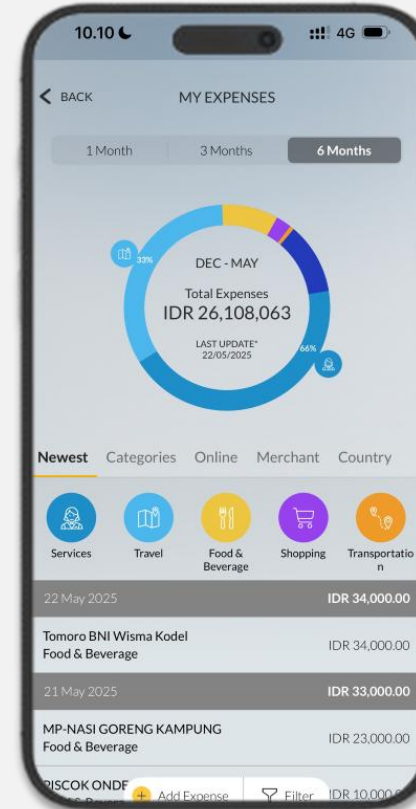 10.10
4G
BACK
MY EXPENSES
1 Month
3 Months
6 Months
33%
DEC - MAY
Total Expenses
IDR 26,108,063
LAST UPDATE*
22/05/2025
66%
Newest
Categories
Online
Merchant
Country
Services
Travel
Food &
Beverage
Shopping
Transportatio
n
22 May 2025
IDR 34,000.00
Tomoro BNI Wisma Kodel
Food & Beverage
IDR 34,000.00
21 May 2025
IDR 33,000.00
MP-NASI GORENG KAMPUNG
Food & Beverage
IDR 23,000.00
PISCOK ONDE
Add Expense
Filter
IDR 10,000